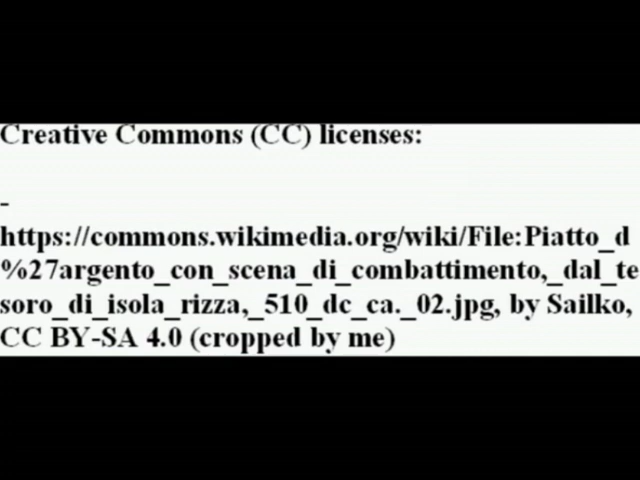 Creative Commons (CC) licenses:
-
https://commons.wikimedia.org/wiki/File:Piatto_d
%27argento_con_scena_di_combattimento,_dal_te
soro_di_isola_rizza,_510_dc_ca._02.jpg, by Sailko,
CC BY-SA 4.0 (cropped by me)